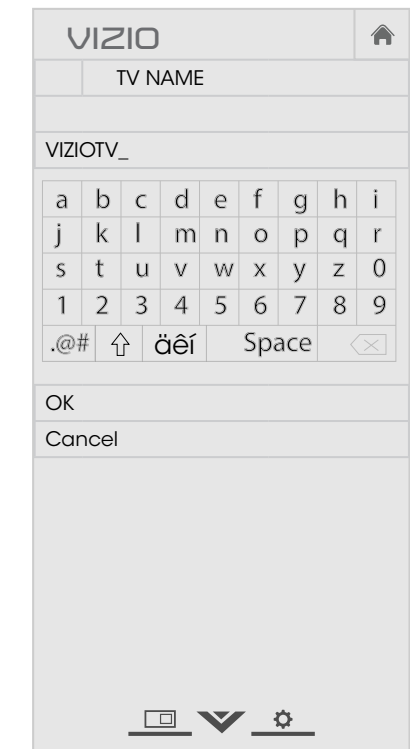 VIZIO
TV NAME
VIZIOTV_
a b c d e f g h i
j k l m n o p q r
s t u v w x y z 0
1 2 3 4 5 6 7 8 9
.@# äêí Space
OK
Cancel